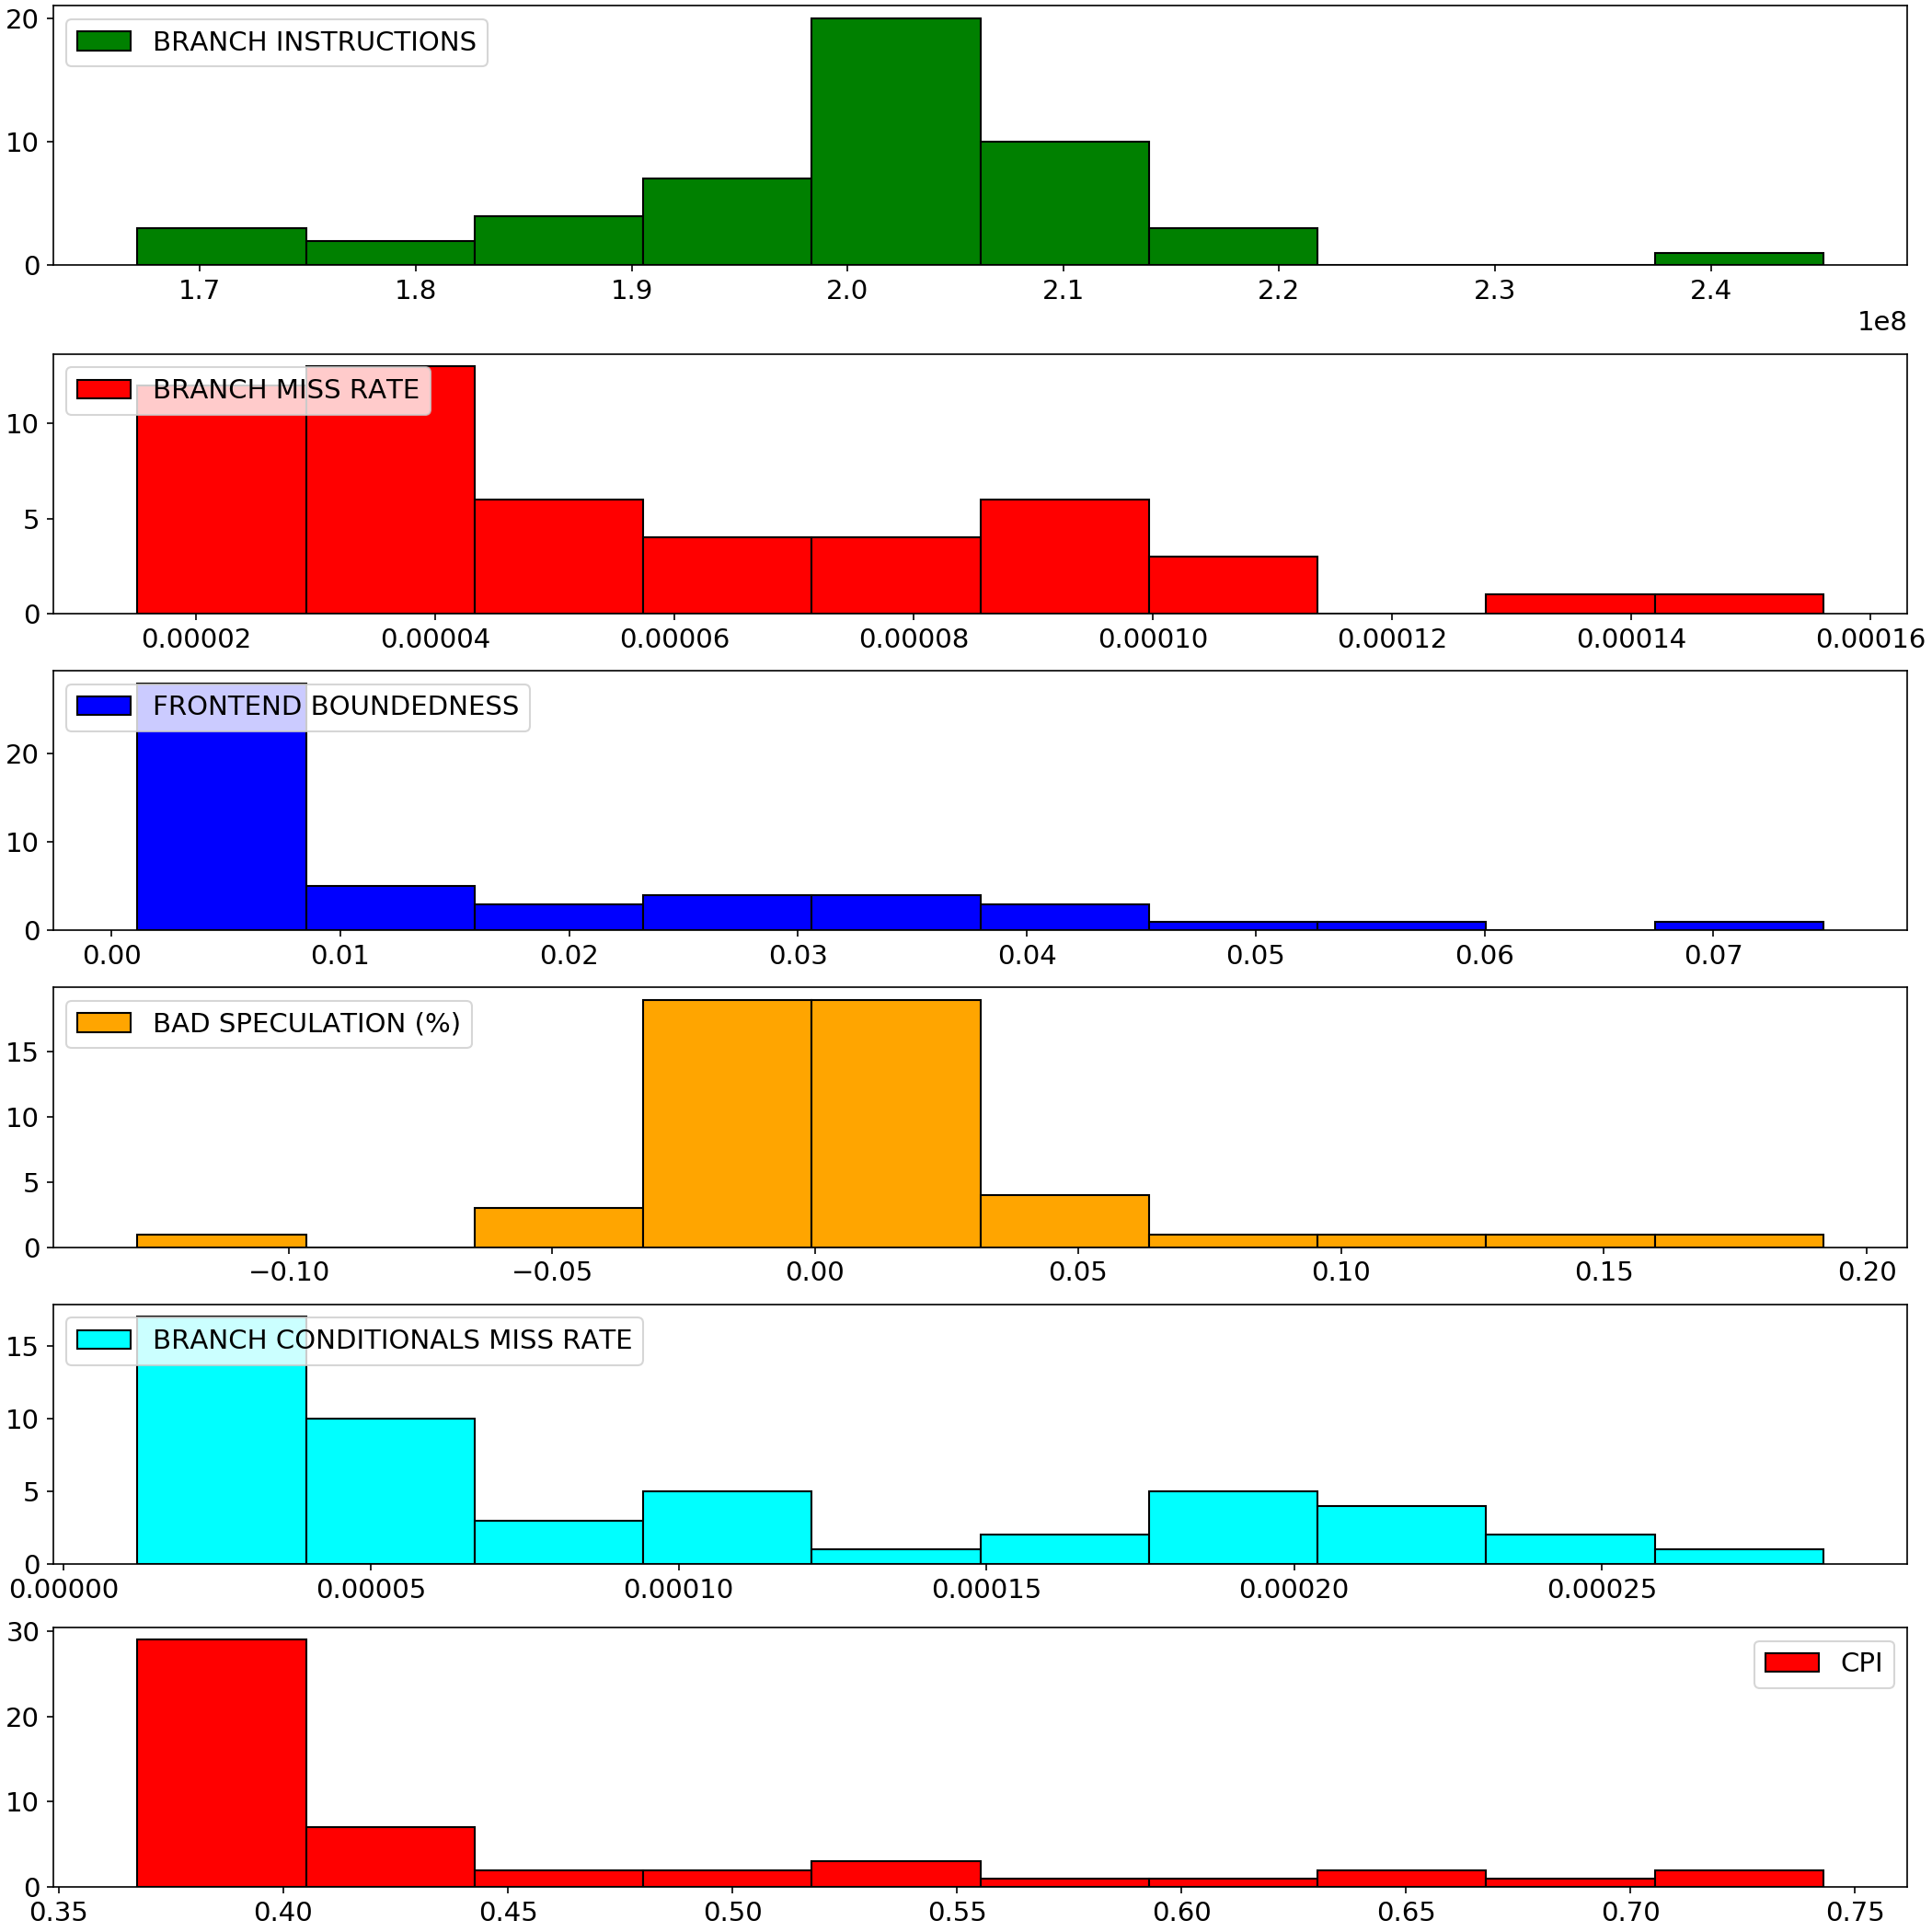 BRANCH INSTRUCTIONS
20
10
0
1.7 1.8 1.9 2.0 2.1 2.2 2.3 2.4
1e8
BRANCH MISS RATE
10
5
0
0.00002 0.00004 0.00006 0.00008 0.00010 0.00012 0.00014 0.00016
FRONTEND BOUNDEDNESS
20
10
0
0.00 0.01 0.02 0.03 0.04 0.05 0.06 0.07
BAD SPECULATION (%)
15
10
5
0
−0.10 −0.05 0.00 0.05 0.10 0.15 0.20
BRANCH CONDITIONALS MISS RATE
15
10
5
0
0.00000 0.00005 0.00010 0.00015 0.00020 0.00025
30
CPI
20
10
0
0.35 0.40 0.45 0.50 0.55 0.60 0.65 0.70 0.75